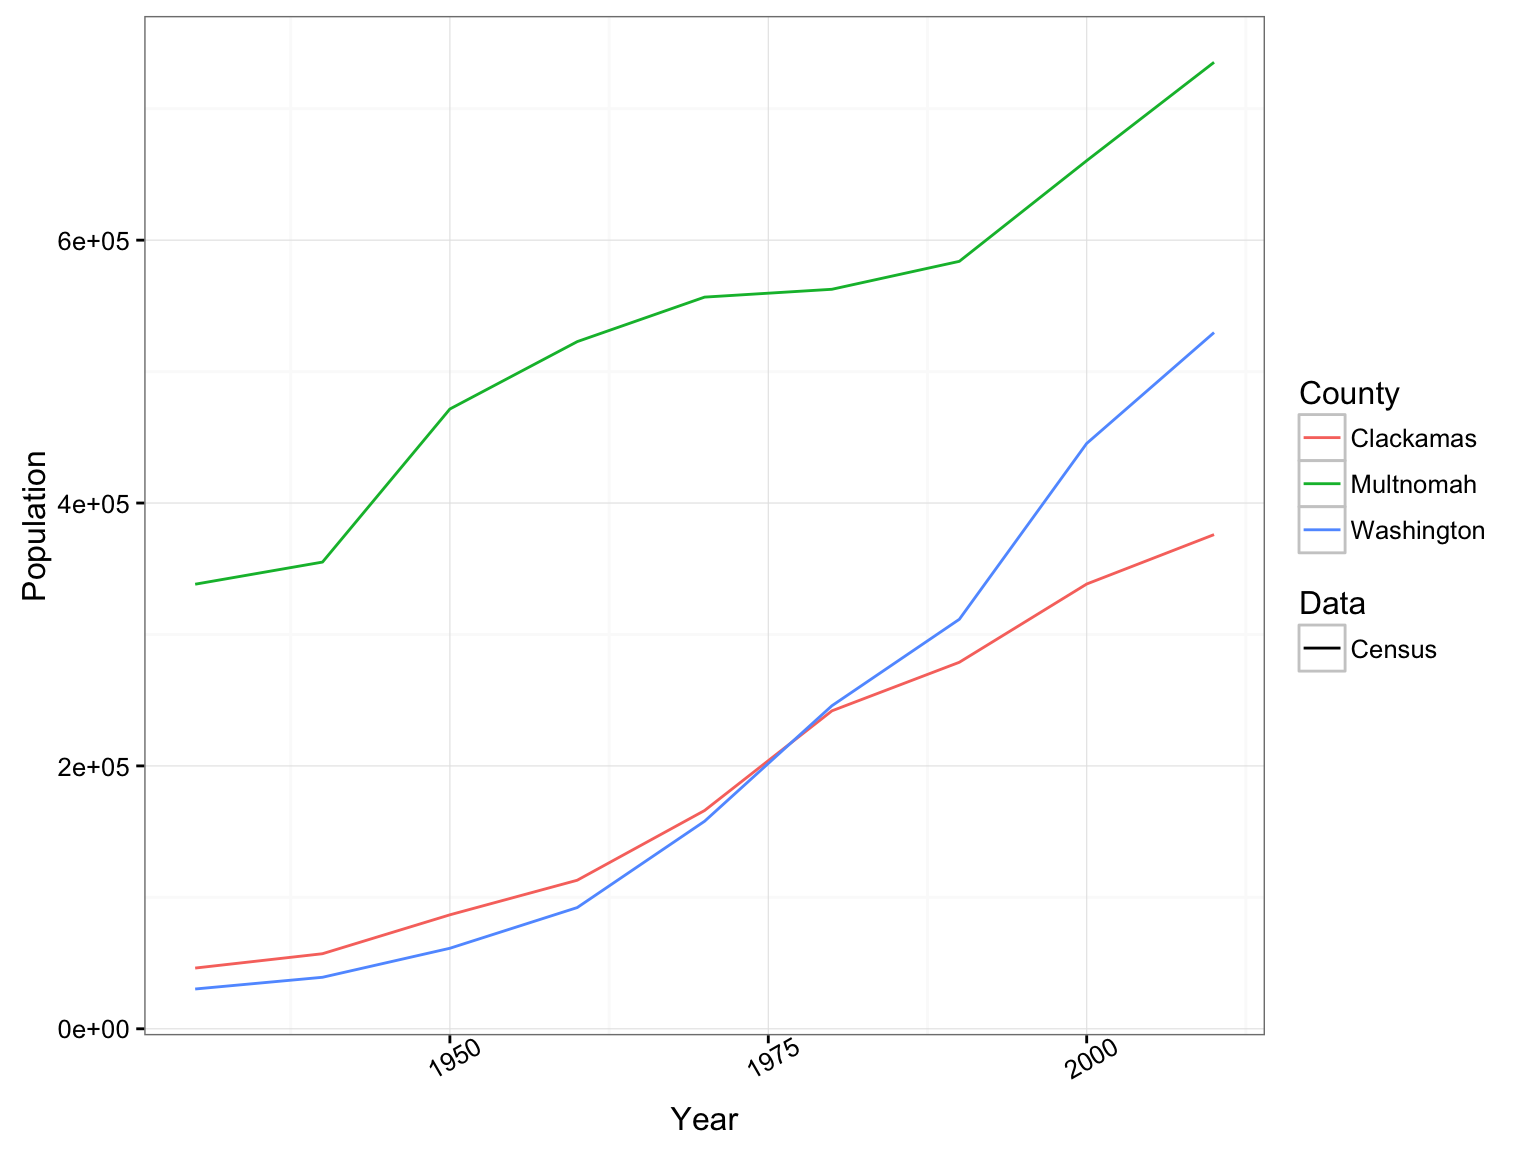 Population
6e+05
4e+05
2e+05
0e+00
1950
1975
2000
Year
County
Clackamas
Multnomah
Washington
Data
Census